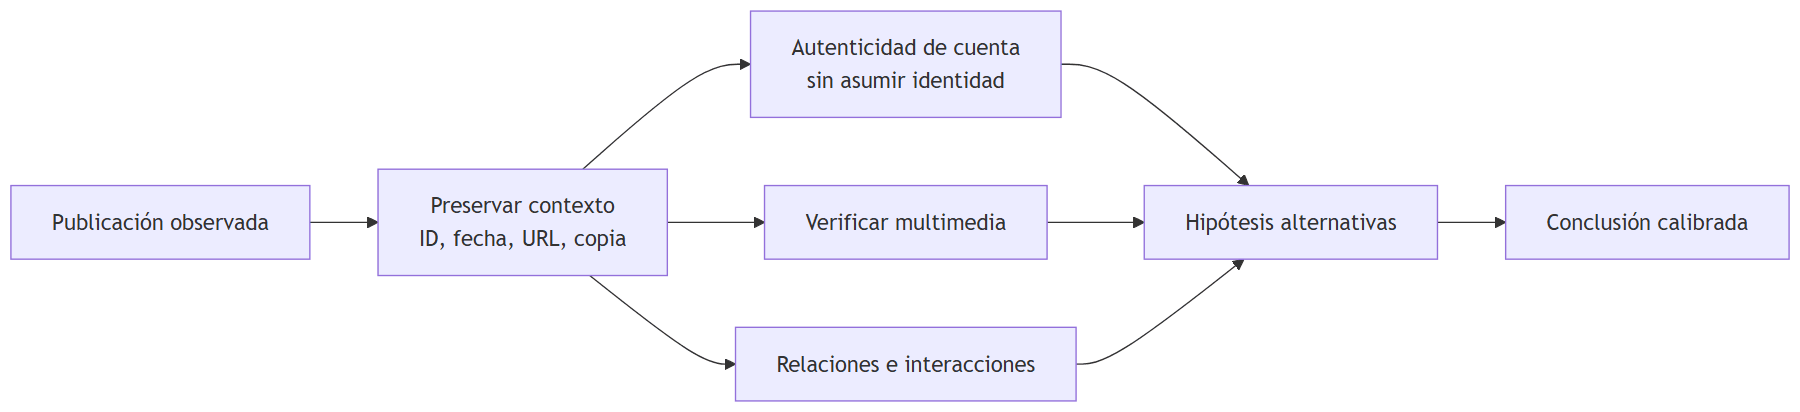 Publicación observada
Preservar contexto
ID, fecha, URL, copia
Autenticidad de cuenta
sin asumir identidad
Verificar multimedia
Relaciones e interacciones
Hipótesis alternativas
Conclusión calibrada